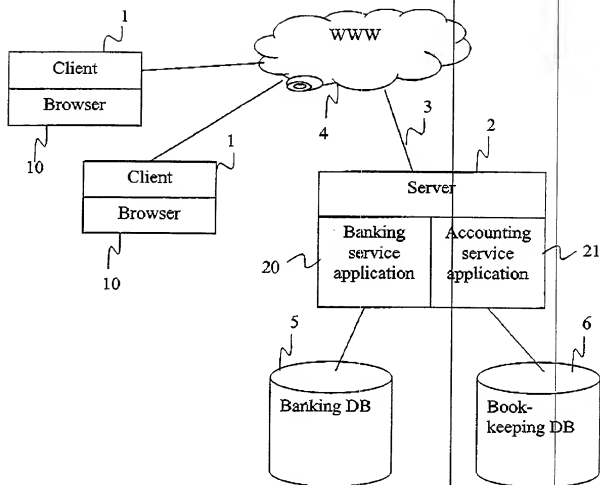 1
WWW
Client
Browser
4
3
2
10
1
Client
Browser
10
Server
Banking
service
application
Accounting
service
application
20
21
5
6
Banking DB
Book-
keeping DB